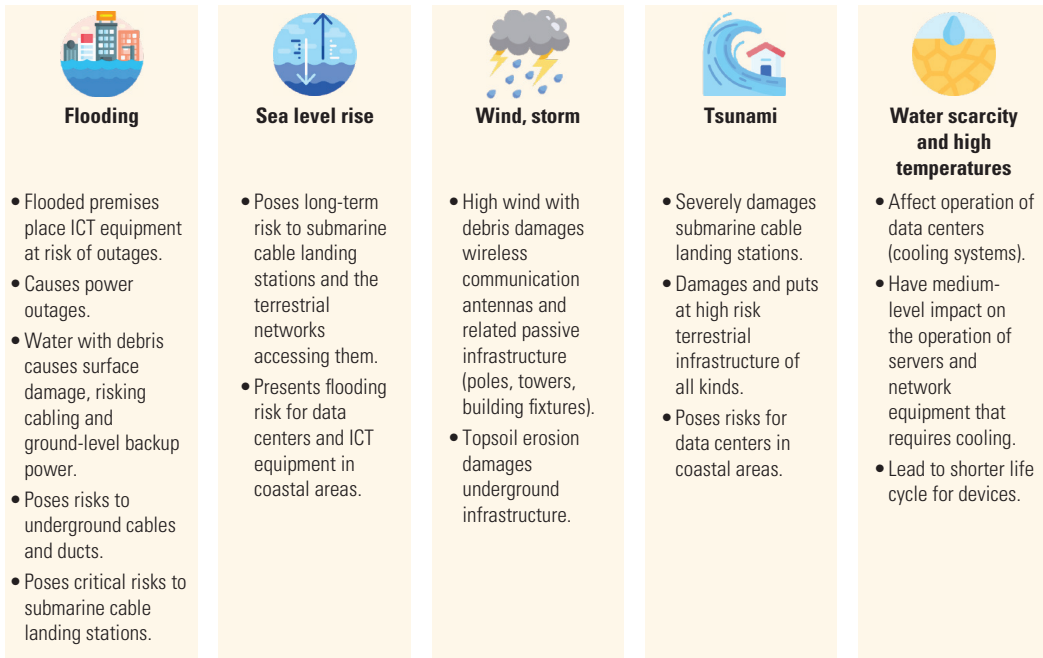 Flooding
• Flooded premises
place ICT equipment
at risk of outages.
• Causes power
outages.
• Water with debris
causes surface
damage, risking
cabling and
ground-level backup
power.
• Poses risks to
underground cables
and ducts.
• Poses critical risks to
submarine cable
landing stations.
Sea level rise
• Poses long-term
risk to submarine
cable landing
stations and the
terrestrial
networks
accessing them.
• Presents flooding
risk for data
centers and ICT
equipment in
coastal areas.
Wind, storm
• High wind with
debris damages
wireless
communication
antennas and
related passive
infrastructure
(poles, towers,
building fixtures).
• Topsoil erosion
damages
underground
infrastructure.
Tsunami
• Severely damages
submarine cable
landing stations.
• Damages and puts
at high risk
terrestrial
infrastructure of
all kinds.
• Poses risks for
data centers in
coastal areas.
Water scarcity
and high
temperatures
• Affect operation of
data centers
(cooling systems).
• Have medium-
level impact on
the operation of
servers and
network
equipment that
requires cooling.
• Lead to shorter life
cycle for devices.